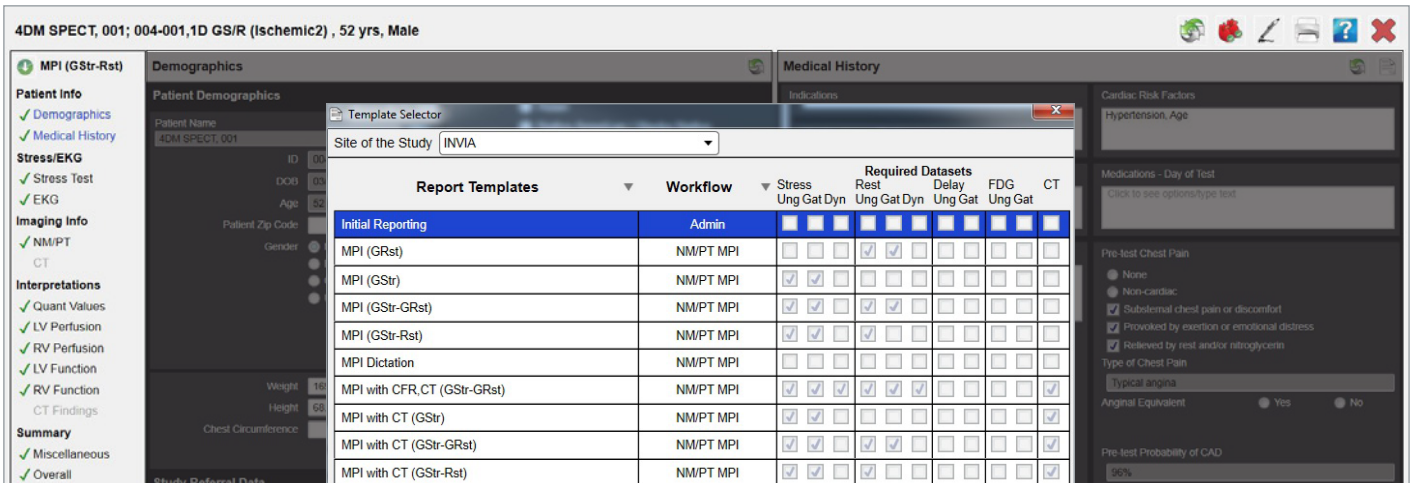 4DM SPECT, 001; 004-001,1D GS/R (Ischemic2) , 52 yrs, Male
MPI (GStr-Rst)
Patient Info
Demographics
Medical History
Stress/EKG
Stress Test
EKG
Imaging Info
NM/PT
CT
Interpretations
Quant Values
LV Perfusion
RV Perfusion
LV Function
RV Function
CT Findings
Summary
Miscellaneous
Overall
Demographics
Patient Demographics
Patient Name
4DM SPECT, 001
ID
DOB
Age 52
Patient Zip Code
Gender
Weight
Height 68
Chest Circumference
Study Referral Data
Template Selector
Site of the Study INVIA
Required Datasets
Report Templates Workflow Stress Rest Delay FDG CT
Ung Gat Dyn Ung Gat Dyn Ung Gat Ung Gat
Initial Reporting Admin
MPI (GRst) NM/PT MPI
MPI (GStr) NM/PT MPI
MPI (GStr-GRst) NM/PT MPI
MPI (GStr-Rst) NM/PT MPI
MPI Dictation NM/PT MPI
MPI with CFR,CT (GStr-GRst) NM/PT MPI
MPI with CT (GStr) NM/PT MPI
MPI with CT (GStr-GRst) NM/PT MPI
MPI with CT (GStr-Rst) NM/PT MPI
Medical History
Indications
Cardiac Risk Factors
Hypertension, Age
Medications - Day of Test
Click to see options/type text
Pre-test Chest Pain
None
Non-cardiac
Substernal chest pain or discomfort
Provoked by exertion or emotional distress
Relieved by rest and/or nitroglycerin
Type of Chest Pain
Typical angina
Anginal Equivalent Yes No
Pre-test Probability of CAD
96%